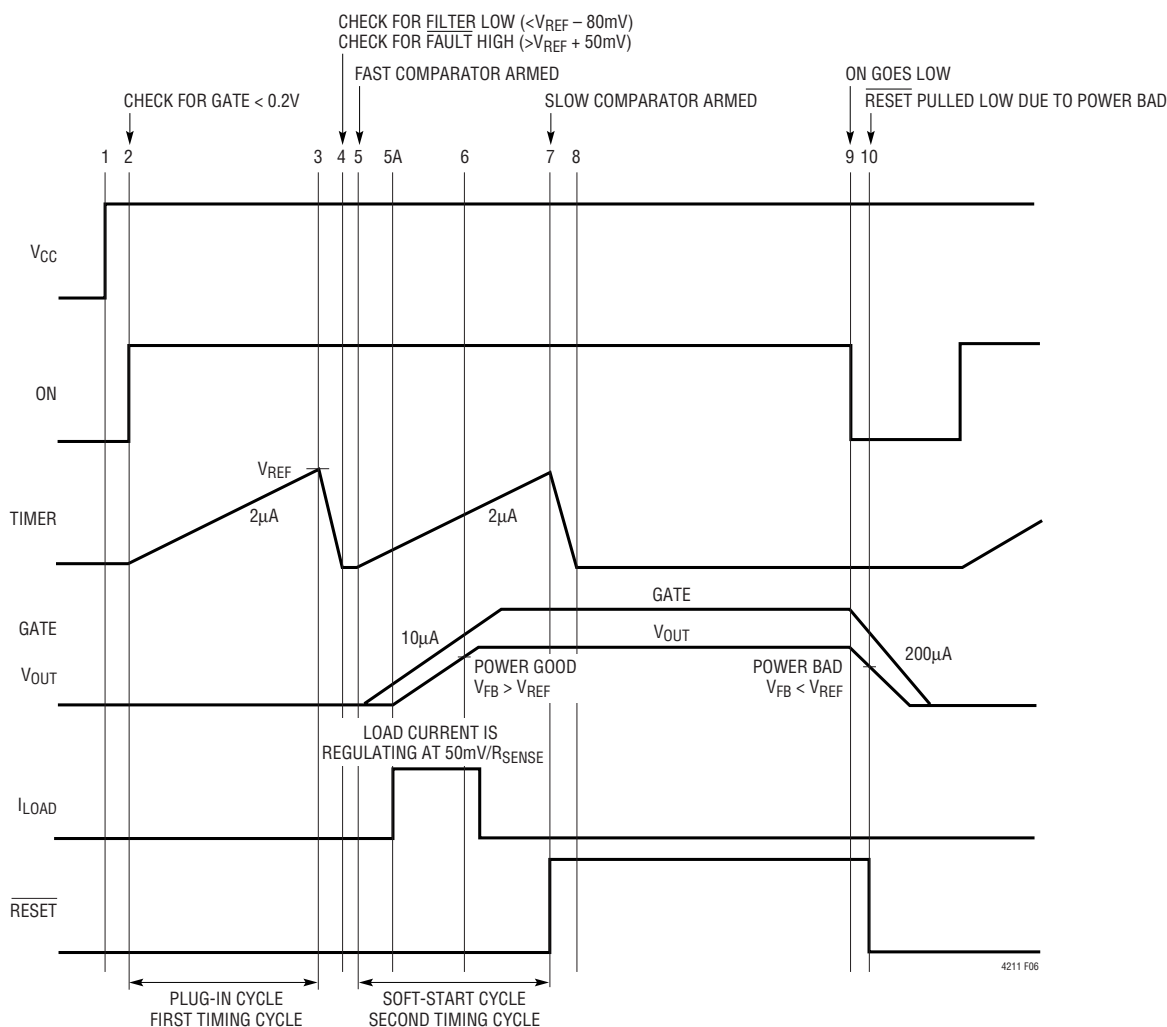 CHECK FOR FILTER LOW (<VREF – 80mV)
CHECK FOR FAULT HIGH (>VREF + 50mV)
FAST COMPARATOR ARMED
ON GOES LOW
CHECK FOR GATE < 0.2V
SLOW COMPARATOR ARMED
RESET PULLED LOW DUE TO POWER BAD
1 2 3 4 5 5A 6 7 8 9 10
VCC
ON
VREF
TIMER
2µA
2µA
GATE
GATE
10µA
VOUT
VOUT
200µA
POWER GOOD
VFB > VREF
POWER BAD
VFB < VREF
LOAD CURRENT IS
REGULATING AT 50mV/RSENSE
ILOAD
RESET
4211 F06
PLUG-IN CYCLE
FIRST TIMING CYCLE
SOFT-START CYCLE
SECOND TIMING CYCLE